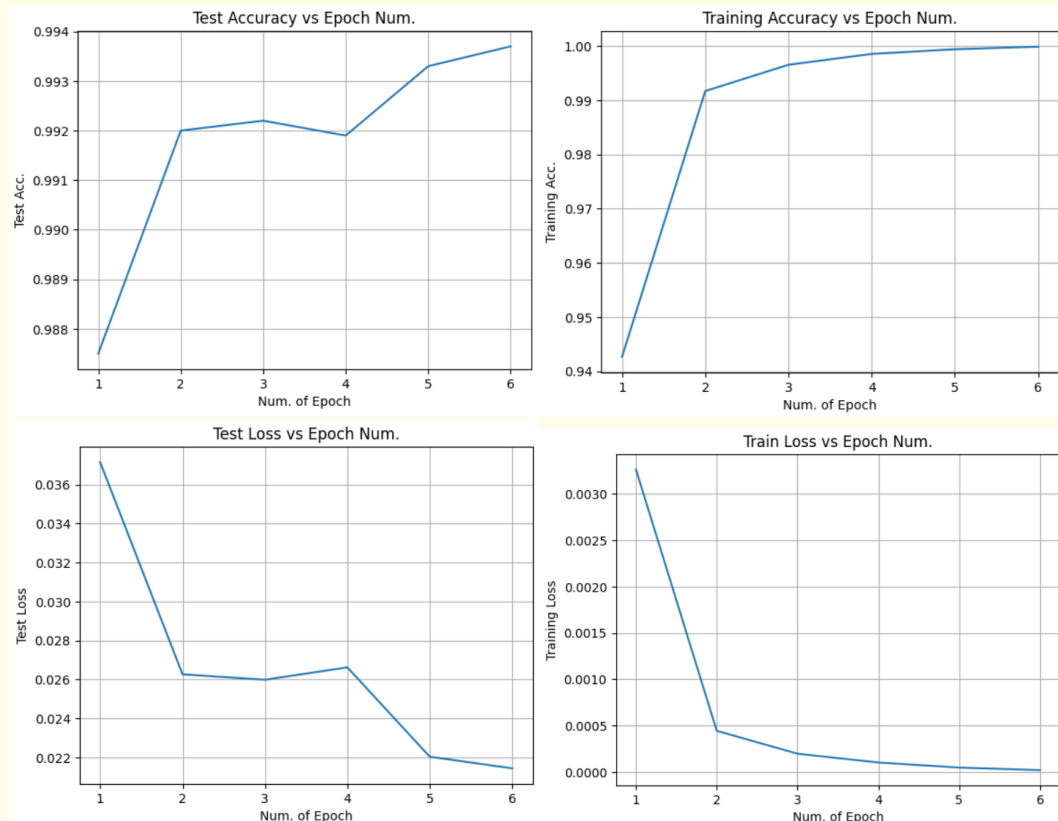 Test Accuracy vs Epoch Num.
0.994
0.993
0.992
0.991
0.990
0.989
0.988
Test Acc.
1 2 3 4 5 6
Num. of Epoch
Training Accuracy vs Epoch Num.
1.00
0.99
0.98
0.97
0.96
0.95
0.94
Training Acc.
1 2 3 4 5 6
Num. of Epoch
Test Loss vs Epoch Num.
0.036
0.034
0.032
0.030
0.028
0.026
0.024
0.022
Test Loss
1 2 3 4 5 6
Num. of Epoch
Train Loss vs Epoch Num.
0.0030
0.0025
0.0020
0.0015
0.0010
0.0005
0.0000
Training Loss
1 2 3 4 5 6
Num. of Epoch